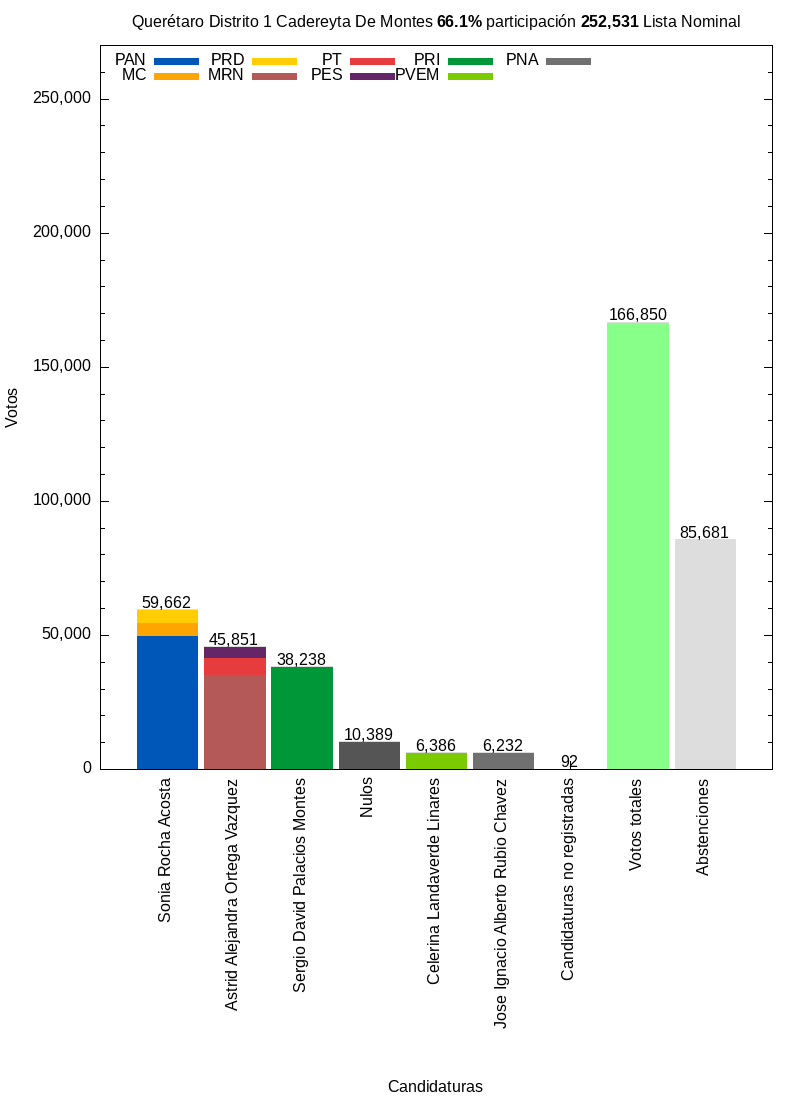 Querétaro Distrito 1 Cadereyta De Montes 66.1% participación 252,531 Lista Nominal
PAN PRD PT PRI PNA
MC MRN PES PVEM
250,000
200,000
150,000
100,000
50,000
0
Votos
59,662
45,851
38,238
10,389
6,386
6,232
92
166,850
85,681
Sonia Rocha Acosta
Astrid Alejandra Ortega Vazquez
Sergio David Palacios Montes
Nulos
Celerina Landaverde Linares
Jose Ignacio Alberto Rubio Chavez
Candidaturas no registradas
Votos totales
Abstenciones
Candidaturas